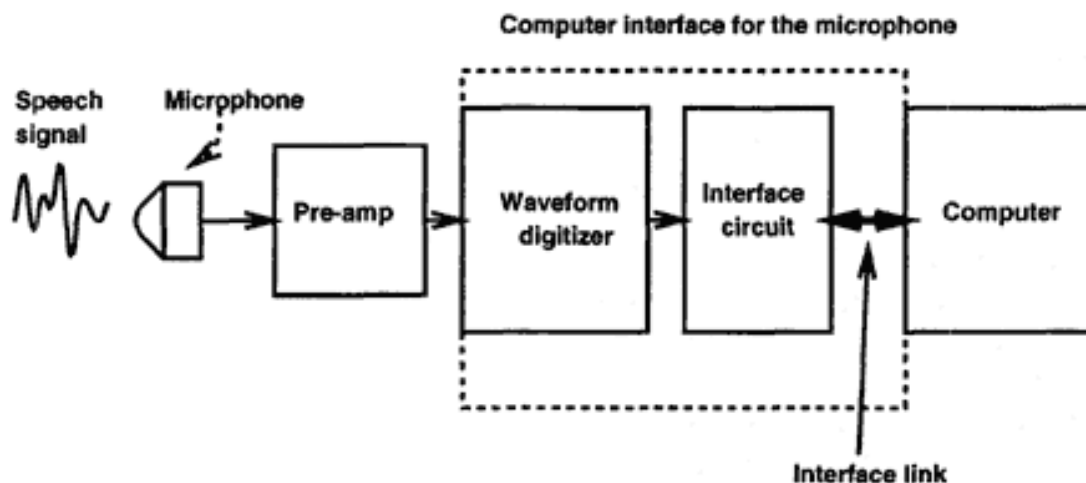 Computer interface for the microphone
Speech
signal
Microphone
Pre-amp
Waveform
digitizer
Interface
circuit
Computer
Interface link